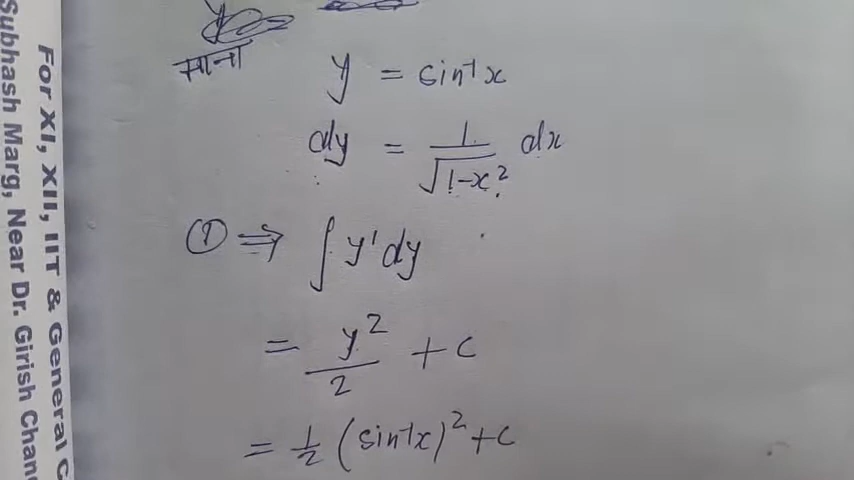 माना
y = sin⁻¹x
dy = 1/√(1-x²) dx
① ⇒ ∫ y¹ dy
= y²/2 + c
= 1/2 (sin⁻¹x)² + c
For XI, XII, IIT & General C
Subhash Marg, Near Dr. Girish Chan